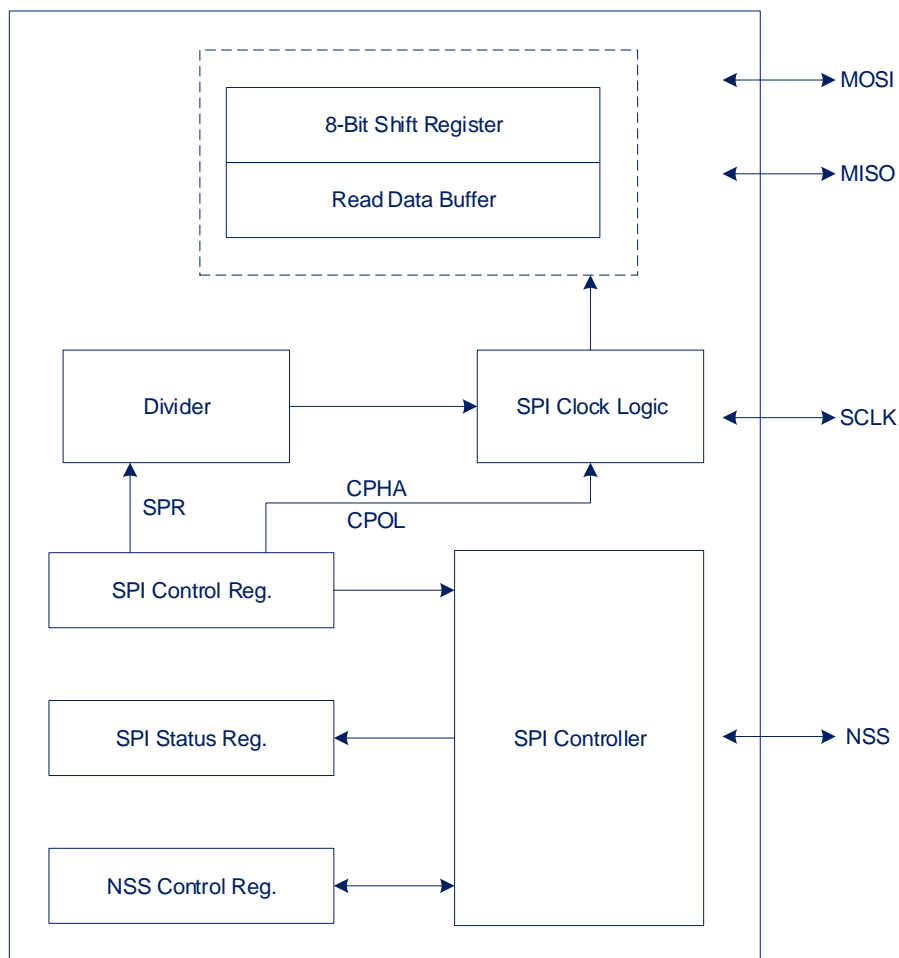 8-Bit Shift Register
Read Data Buffer
MOSI
MISO
Divider
SPI Clock Logic
SCLK
SPR
CPHA
CPOL
SPI Control Reg.
SPI Status Reg.
SPI Controller
NSS
NSS Control Reg.